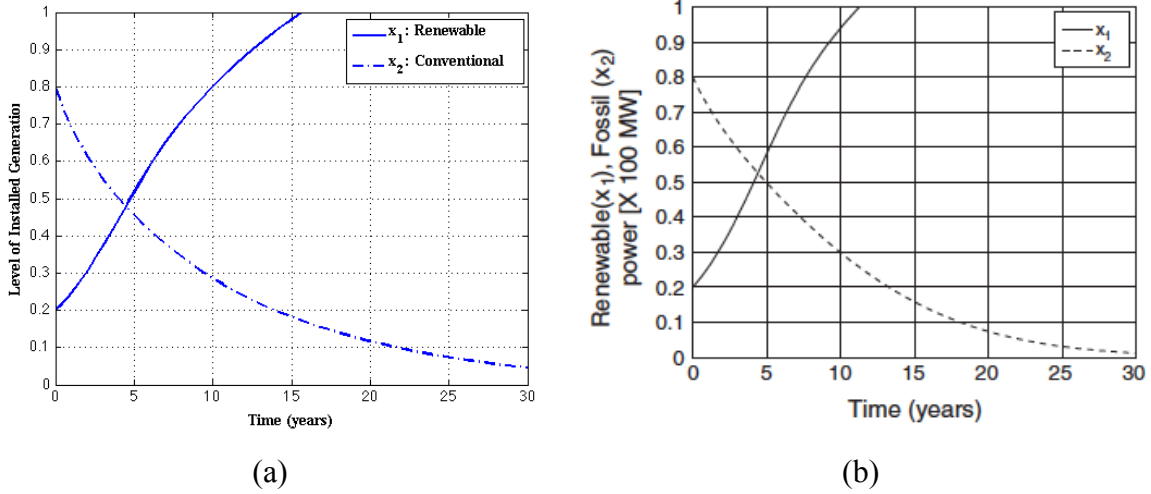 1
0.9
0.8
0.7
0.6
0.5
0.4
0.3
0.2
0.1
0
Level of Installed Generation
x1: Renewable
x2: Conventional
0 5 10 15 20 25 30
Time (years)
(a)
1
0.9
0.8
0.7
0.6
0.5
0.4
0.3
0.2
0.1
0
Renewable(x1), Fossil (x2)
power [X 100 MW]
x1
x2
0 5 10 15 20 25 30
Time (years)
(b)